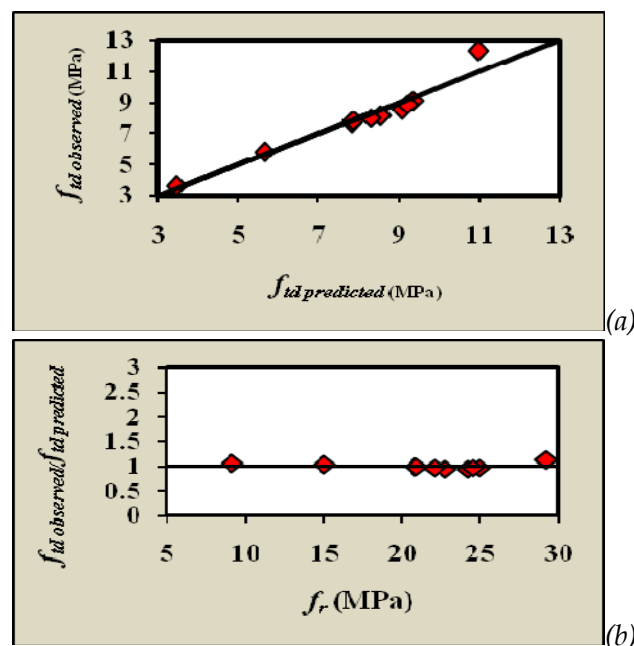 13
11
9
7
5
3
f_td observed (MPa)
3 5 7 9 11 13
f_td predicted (MPa)
(a)
3
2.5
2
1.5
1
0.5
0
f_td observed/f_td predicted
5 10 15 20 25 30
f_r (MPa)
(b)